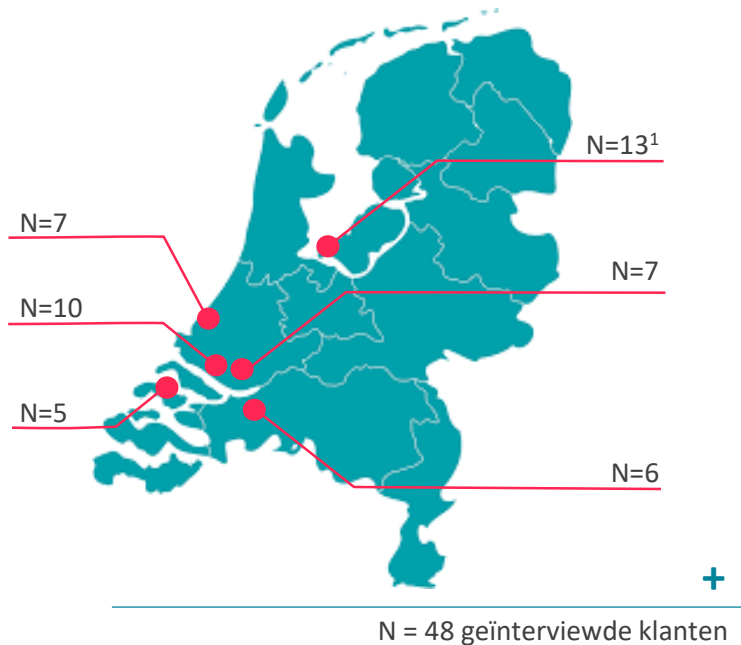 N=13¹
N=7
N=7
N=10
N=5
N=6
+
N = 48 geïnterviewde klanten